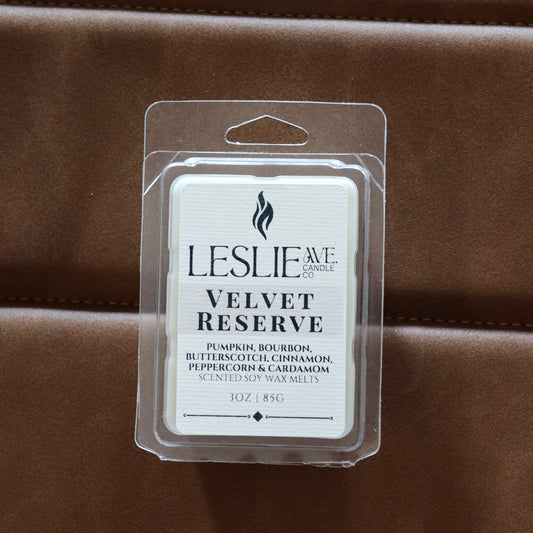 LESLIE AVE.
CANDLE
CO.
VELVET
RESERVE
PUMPKIN, BOURBON,
BUTTERSCOTCH, CINNAMON,
PEPPERCORN & CARDAMOM
SCENTED SOY WAX MELTS
3OZ | 85G